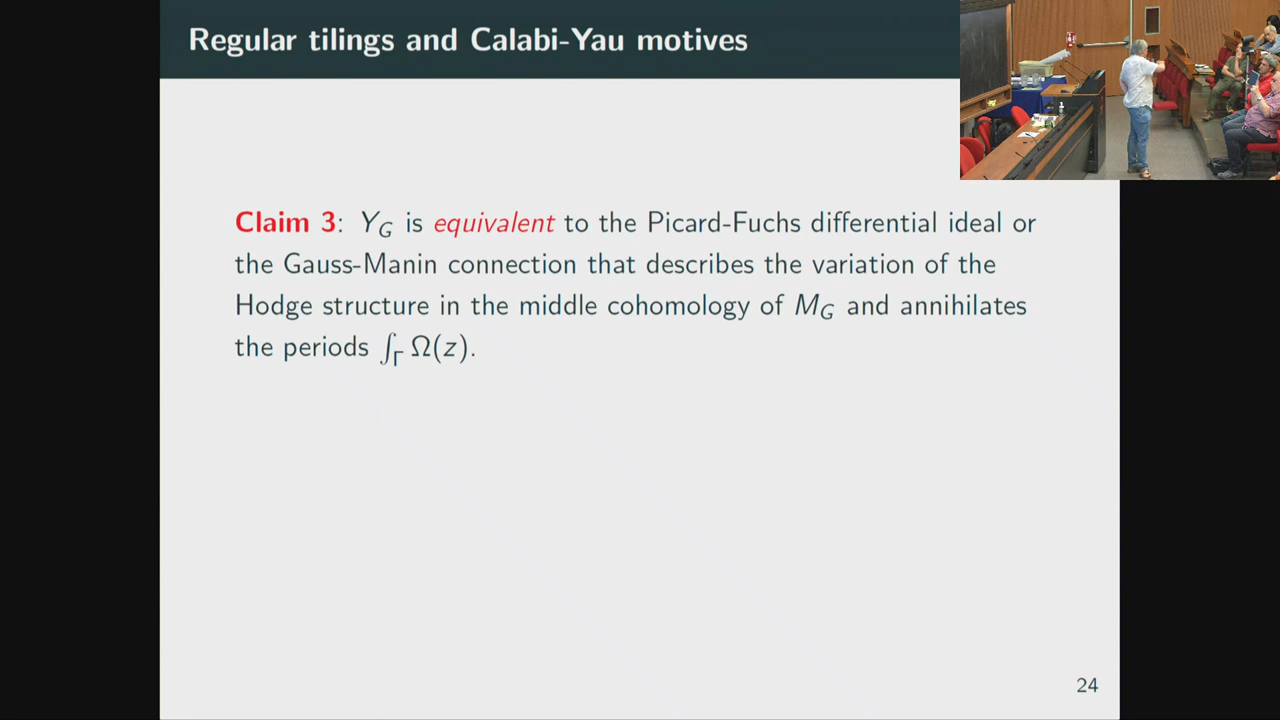 Regular tilings and Calabi-Yau motives
Claim 3: Y_G is equivalent to the Picard-Fuchs differential ideal or
the Gauss-Manin connection that describes the variation of the
Hodge structure in the middle cohomology of M_G and annihilates
the periods ∫_Γ Ω(z).
24